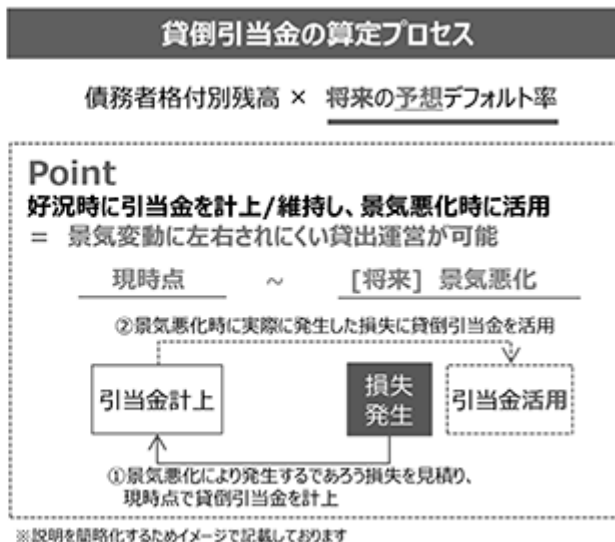 貸倒引当金の算定プロセス
債務者格付別残高 × 将来の予想デフォルト率
Point
好況時に引当金を計上/維持し、景気悪化時に活用
= 景気変動に左右されにくい貸出運営が可能
現時点 ~ [将来] 景気悪化
②景気悪化時に実際に発生した損失に貸倒引当金を活用
引当金計上
損失
発生
引当金活用
①景気悪化により発生するであろう損失を見積り、
現時点で貸倒引当金を計上
※説明を簡略化するためイメージで記載しております